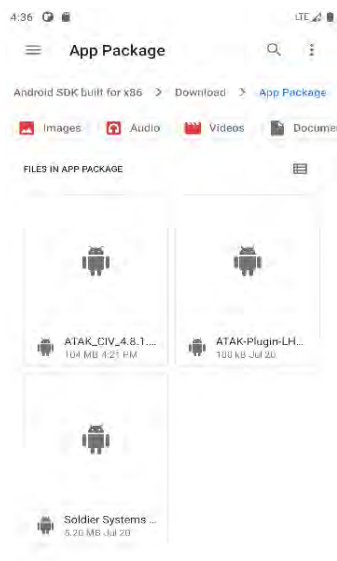 4:36
LTE
App Package
Android SDK built for x86 > Download > App Package
Images Audio Videos Docume
FILES IN APP PACKAGE
ATAK_CIV_4.8.1....
104 MB 4:21 PM
ATAK-Plugin-LH...
100 kB Jul 20
Soldier Systems ...
5.20 MB Jul 20